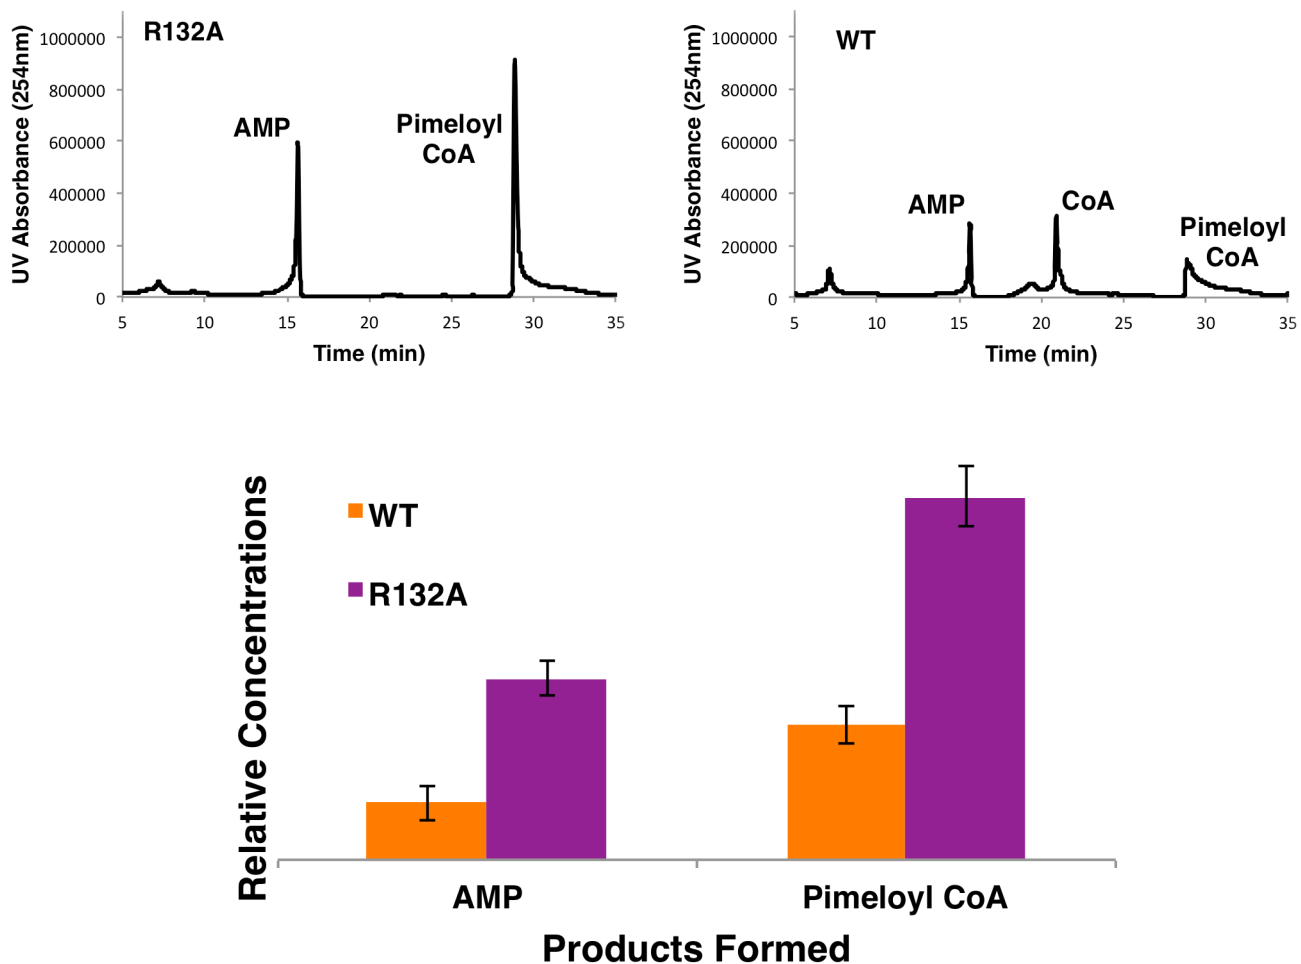 R132A
UV Absorbance (254nm)
1000000
800000
600000
400000
200000
0
AMP
Pimeloyl
CoA
5 10 15 20 25 30 35
Time (min)
WT
UV Absorbance (254nm)
1000000
800000
600000
400000
200000
0
AMP
CoA
Pimeloyl
CoA
5 10 15 20 25 30 35
Time (min)
Relative Concentrations
WT
R132A
AMP Pimeloyl CoA
Products Formed